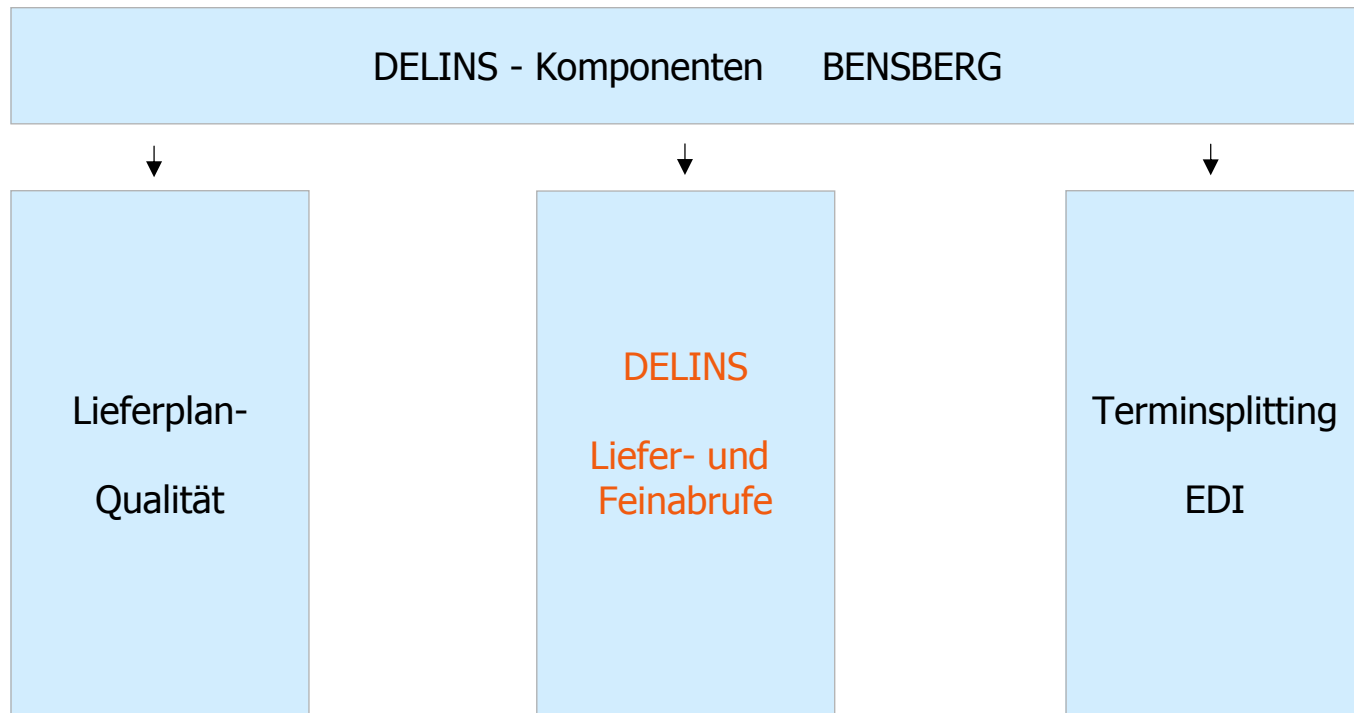 DELINS - Komponenten BENSBERG
Lieferplan-
Qualität
DELINS
Liefer- und
Feinabrufe
Terminsplitting
EDI